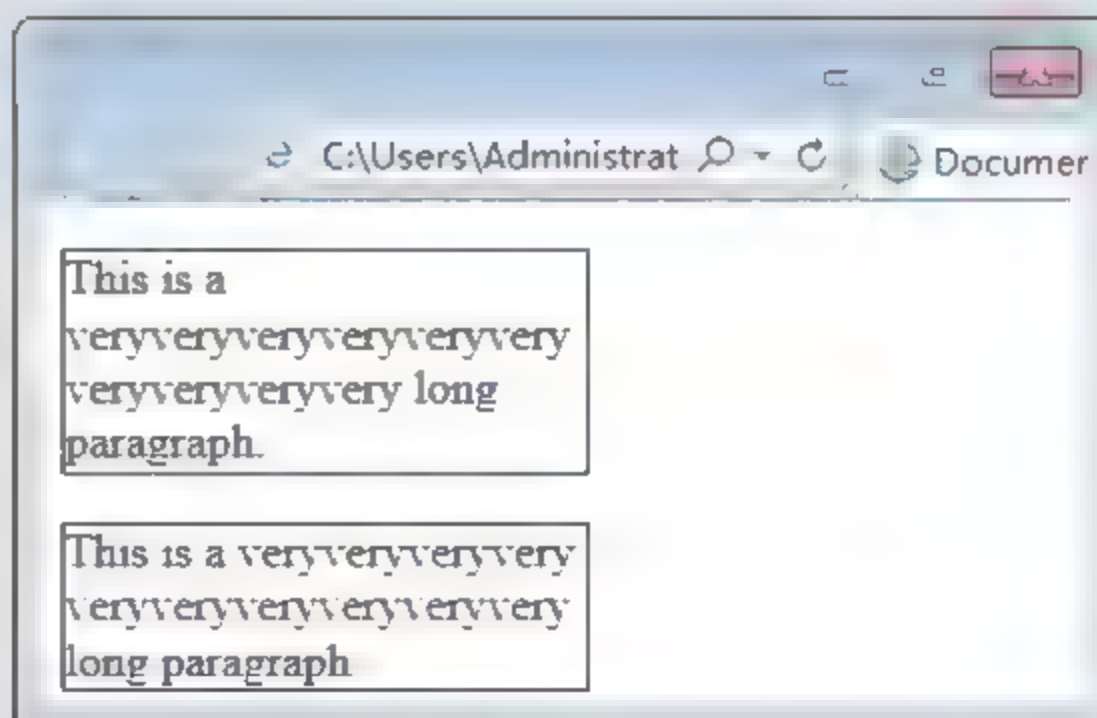 C:\Users\Administrat
Documer
This is a
veryveryveryveryveryvery
veryveryveryvery long
paragraph.
This is a veryveryveryvery
veryveryveryveryveryvery
long paragraph